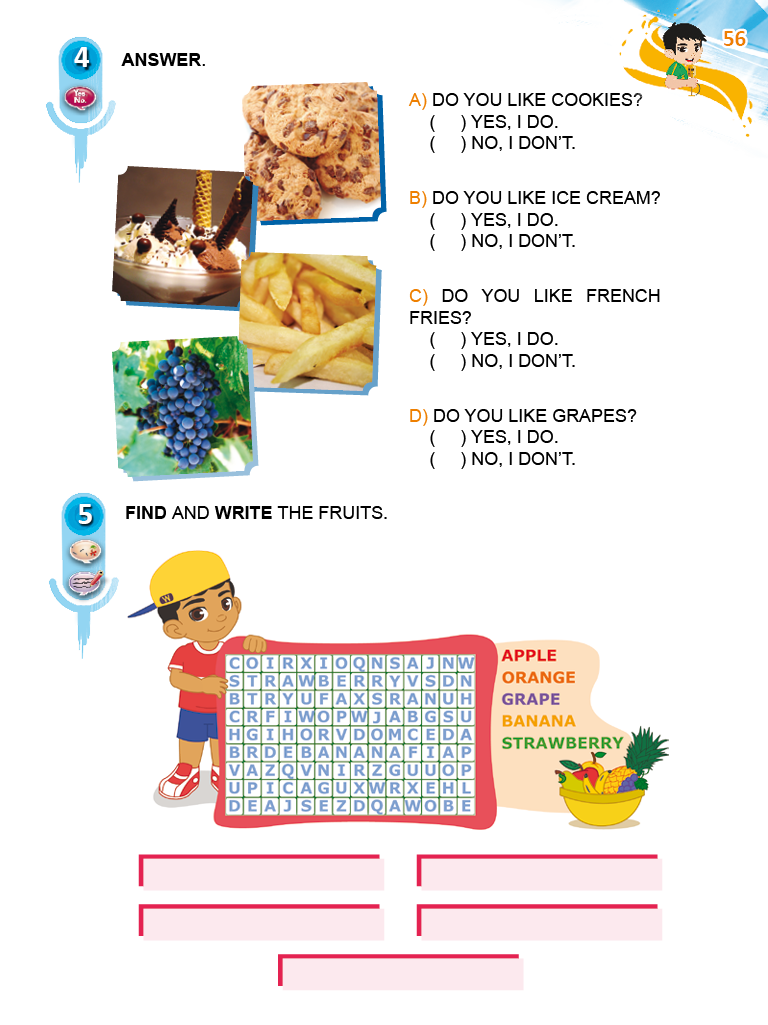 56
4
ANSWER.
Yes
No.
A) DO YOU LIKE COOKIES?
( ) YES, I DO.
( ) NO, I DON'T.
B) DO YOU LIKE ICE CREAM?
( ) YES, I DO.
( ) NO, I DON'T.
C) DO YOU LIKE FRENCH
FRIES?
( ) YES, I DO.
( ) NO, I DON'T.
D) DO YOU LIKE GRAPES?
( ) YES, I DO.
( ) NO, I DON'T.
5
FIND AND WRITE THE FRUITS.
W
C O I R X I O Q N S A J N W
S T R A W B E R R Y V S D N
B T R Y U F A X S R A N U H
C R F I W O P W J A B G S U
H G I H O R V D O M C E D A
B R D E B A N A N A F I A P
V A Z Q V N I R Z G U U O P
U P I C A G U X W R X E H L
D E A J S E Z D Q A W O B E
APPLE
ORANGE
GRAPE
BANANA
STRAWBERRY